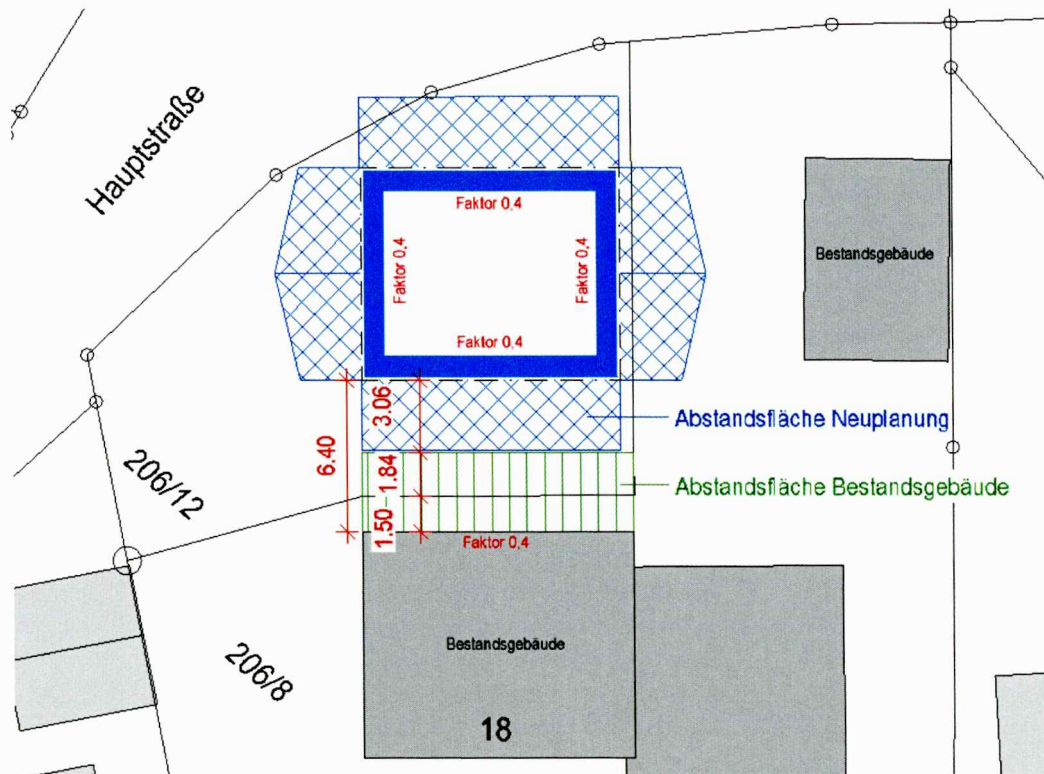 Hauptstraße
Faktor 0,4
Faktor 0,4
Faktor 0,4
Faktor 0,4
Bestandsgebäude
3.06
6.40
1.84
1.50
Abstandsfläche Neuplanung
Abstandsfläche Bestandsgebäude
206/12
Faktor 0,4
Bestandsgebäude
206/8
18